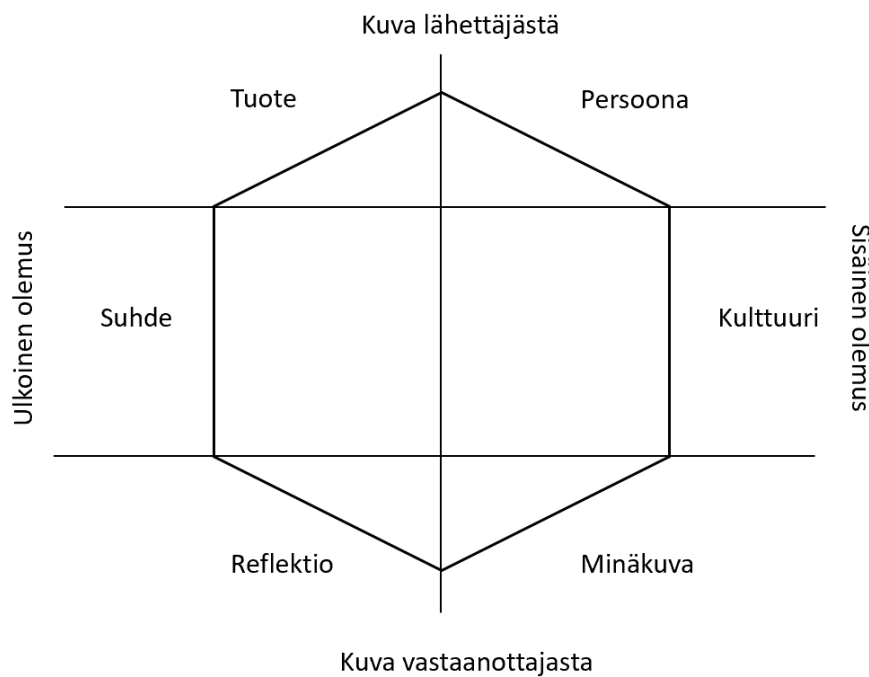 Kuva lähettäjästä
Tuote
Persoona
Ulkoinen olemus
Suhde
Kulttuuri
Sisäinen olemus
Reflektio
Minäkuva
Kuva vastaanottajasta